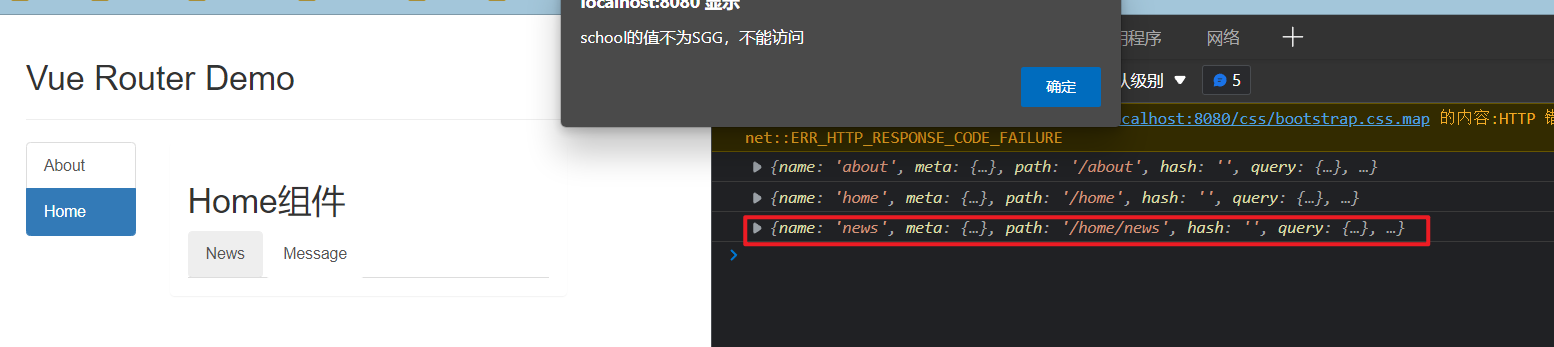 localhost:8080 显示
school的值不为SGG，不能访问
确定
Vue Router Demo
About
Home
Home组件
News
Message
程序
网络
级别
5
calhost:8080/css/bootstrap.css.map 的内容:HTTP
net::ERR_HTTP_RESPONSE_CODE_FAILURE
{name: 'about', meta: {…}, path: '/about', hash: '', query: {…}, …}
{name: 'home', meta: {…}, path: '/home', hash: '', query: {…}, …}
{name: 'news', meta: {…}, path: '/home/news', hash: '', query: {…}, …}